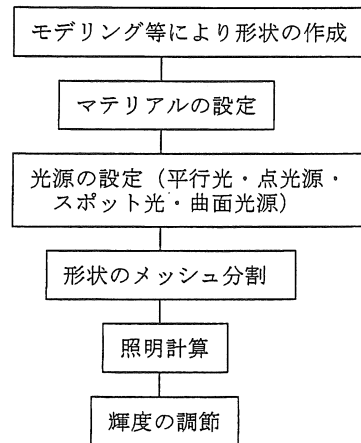 モデリング等により形状の作成
マテリアルの設定
光源の設定（平行光・点光源・
スポット光・曲面光源）
形状のメッシュ分割
照明計算
輝度の調節